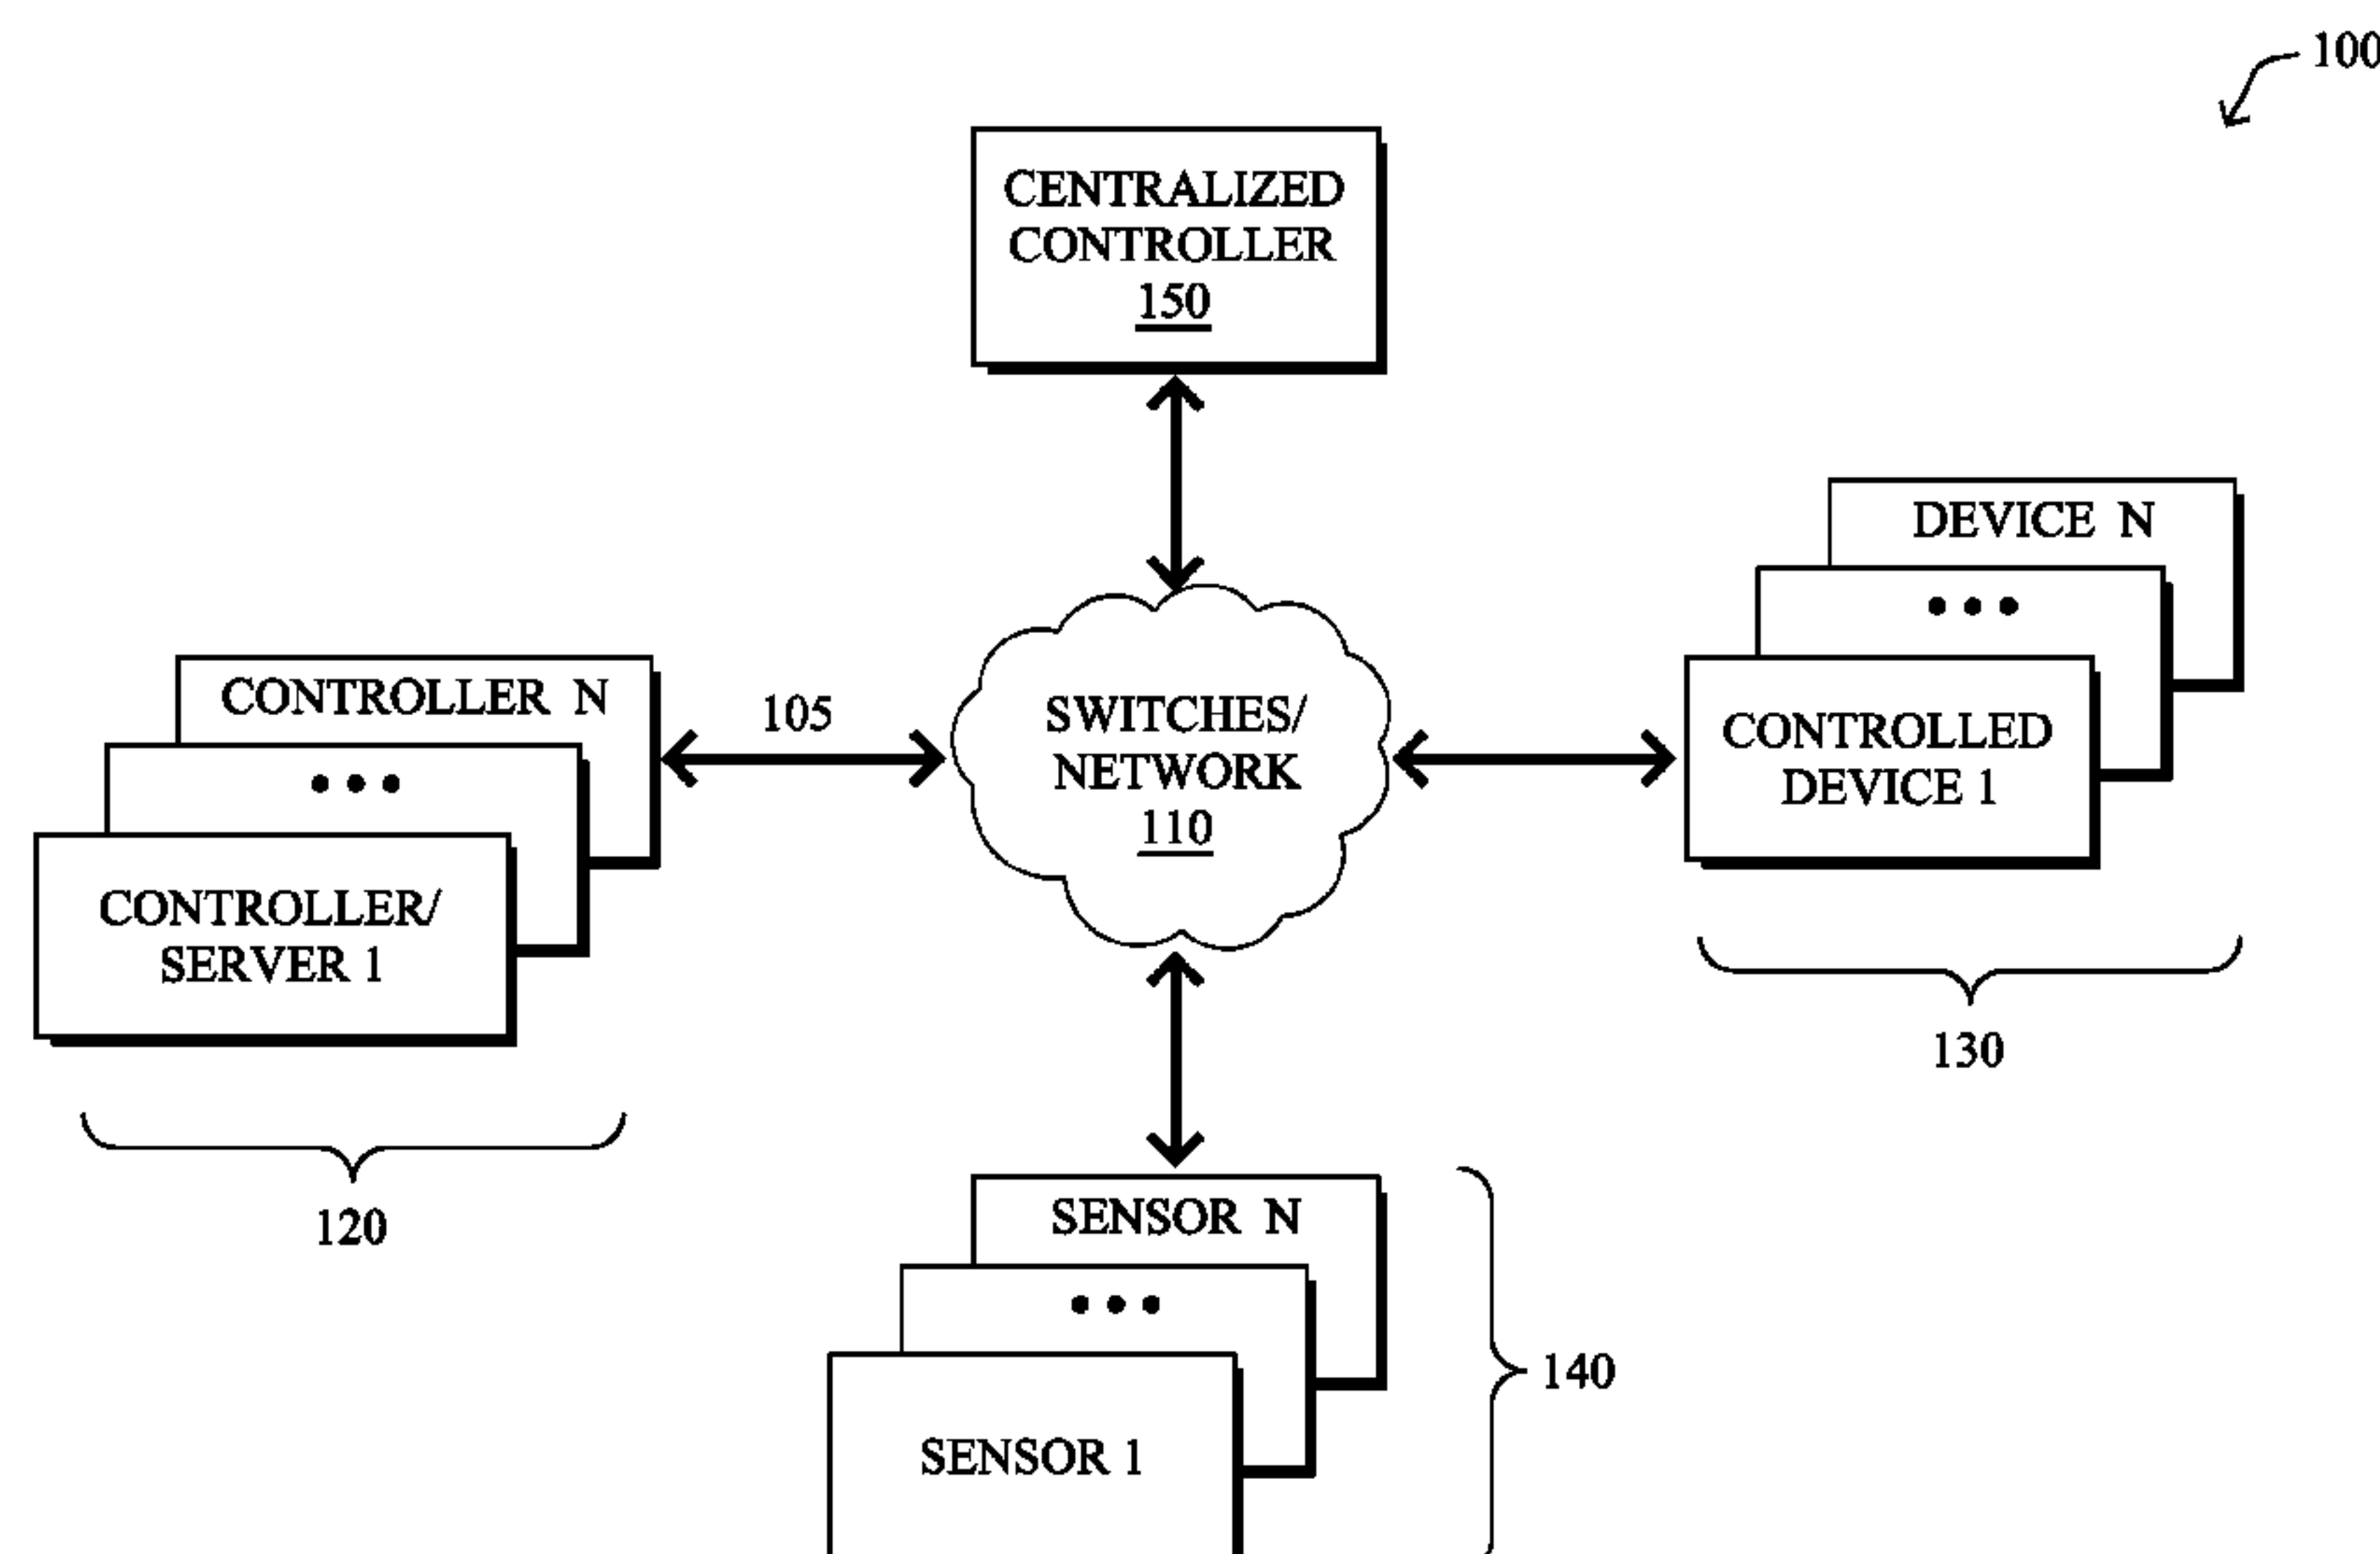 100
CENTRALIZED
CONTROLLER
150
DEVICE N
• • •
CONTROLLED
DEVICE 1
130
CONTROLLER N
• • •
CONTROLLER/
SERVER 1
120
105
SWITCHES/
NETWORK
110
SENSOR N
• • •
SENSOR 1
140